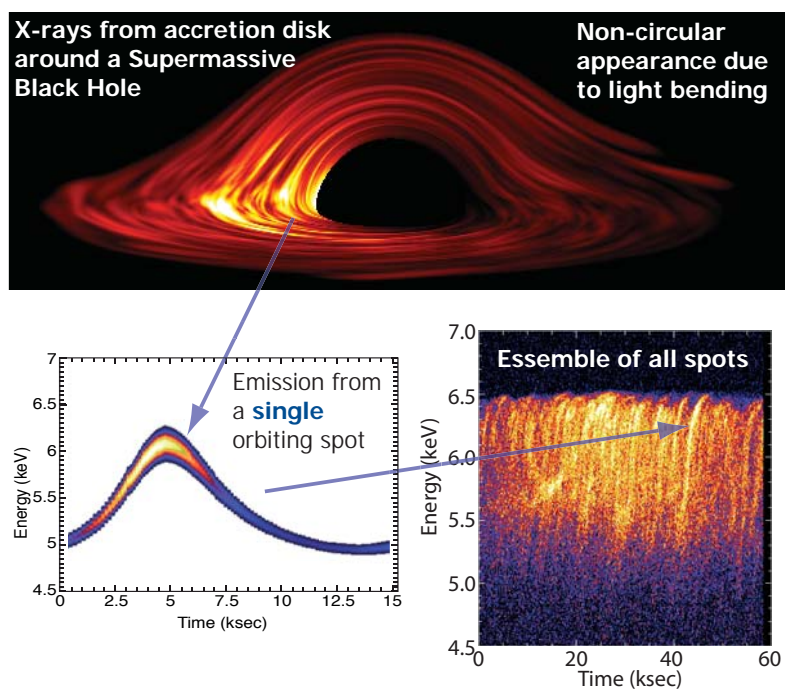 X-rays from accretion disk
around a Supermassive
Black Hole
Non-circular
appearance due
to light bending
7
6.5
6
5.5
5
4.5
Energy (keV)
0
2.5
5
7.5
10
12.5
15
Time (ksec)
Emission from
a single
orbiting spot
Essemble of all spots
7.0
6.5
6.0
5.5
5.0
4.5
Energy (keV)
0
20
40
60
Time (ksec)